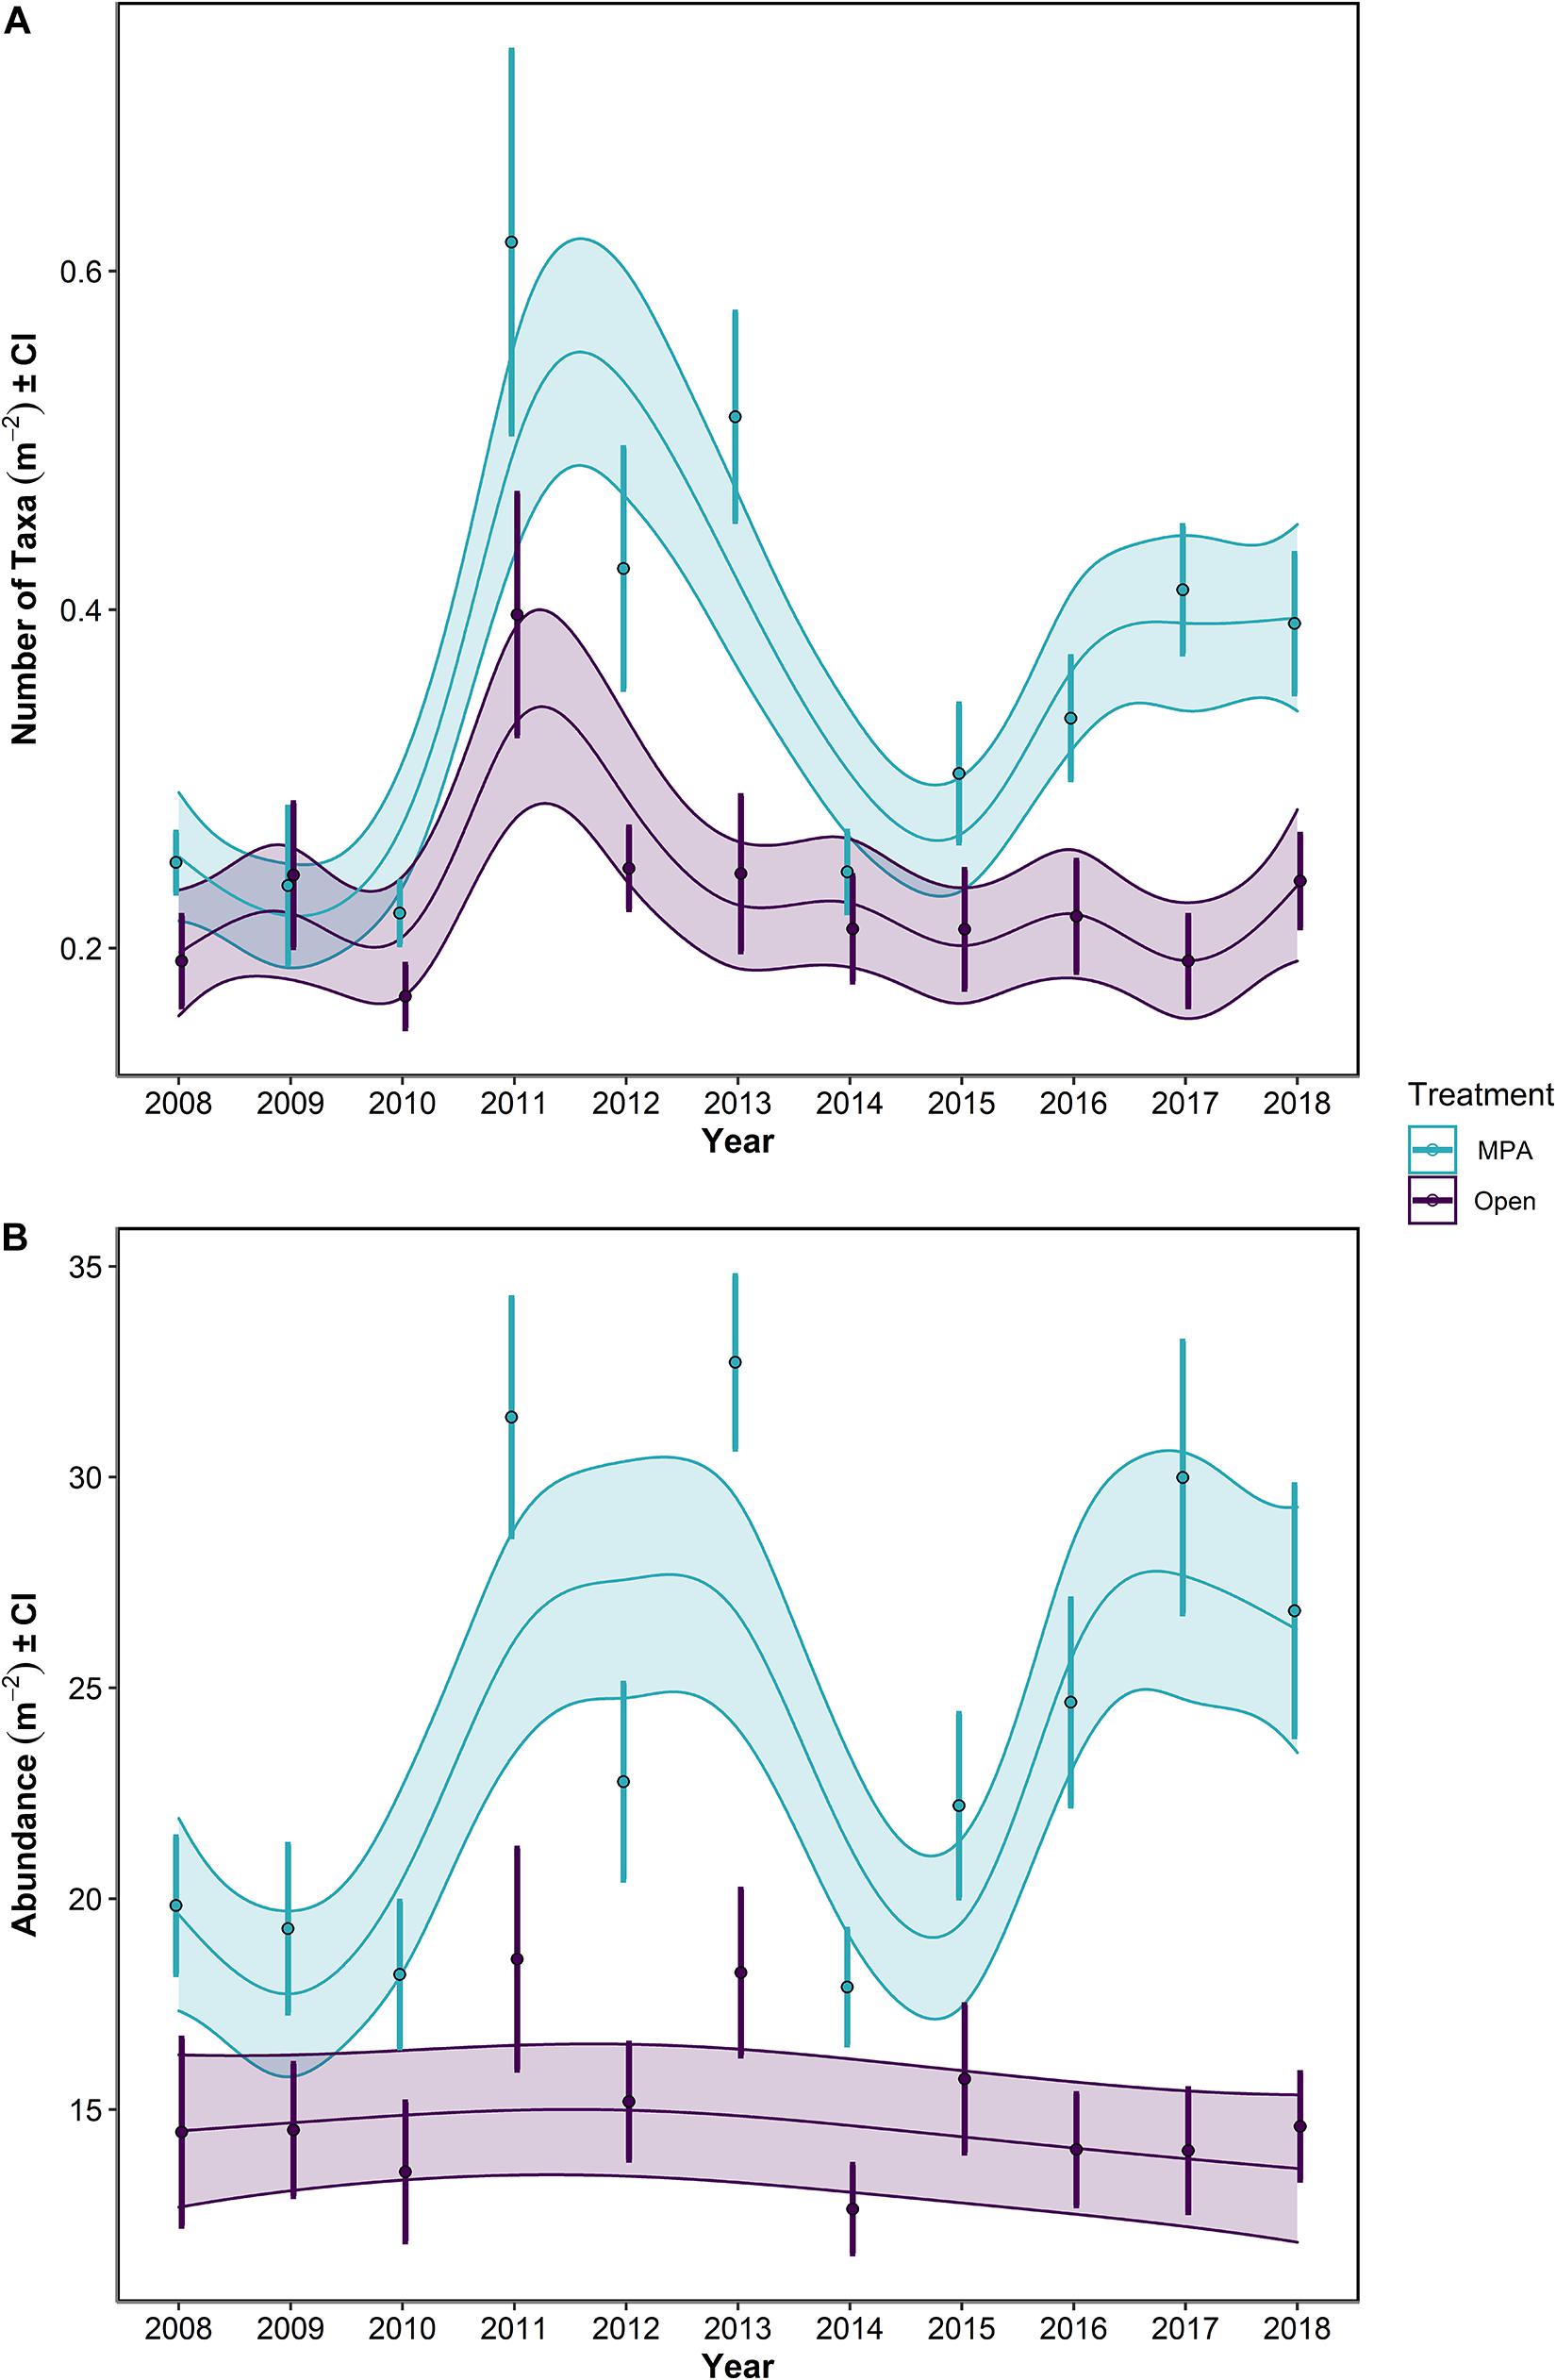 A
Number of Taxa (m⁻²) ± CI
0.6
0.4
0.2
2008 2009 2010 2011 2012 2013 2014 2015 2016 2017 2018
Year
Treatment
MPA
Open
B
Abundance (m⁻²) ± CI
35
30
25
20
15
2008 2009 2010 2011 2012 2013 2014 2015 2016 2017 2018
Year